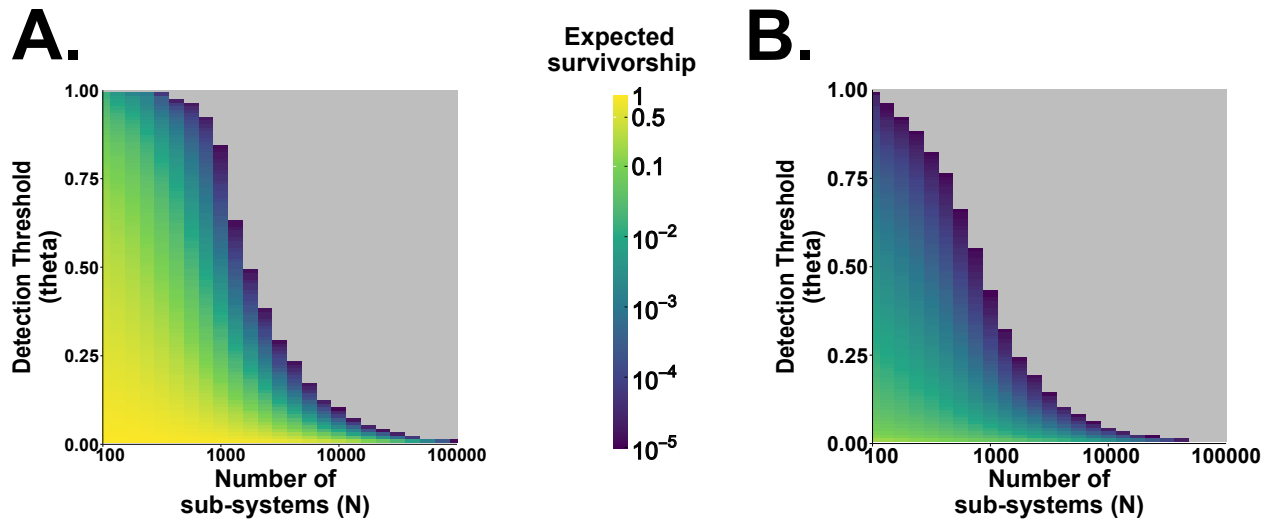 A.
Detection Threshold
(theta)
1.00
0.75
0.50
0.25
0.00
100
1000
10000
100000
Number of
sub-systems (N)
Expected
survivorship
1
0.5
0.1
10⁻²
10⁻³
10⁻⁴
10⁻⁵
B.
Detection Threshold
(theta)
1.00
0.75
0.50
0.25
0.00
100
1000
10000
100000
Number of
sub-systems (N)